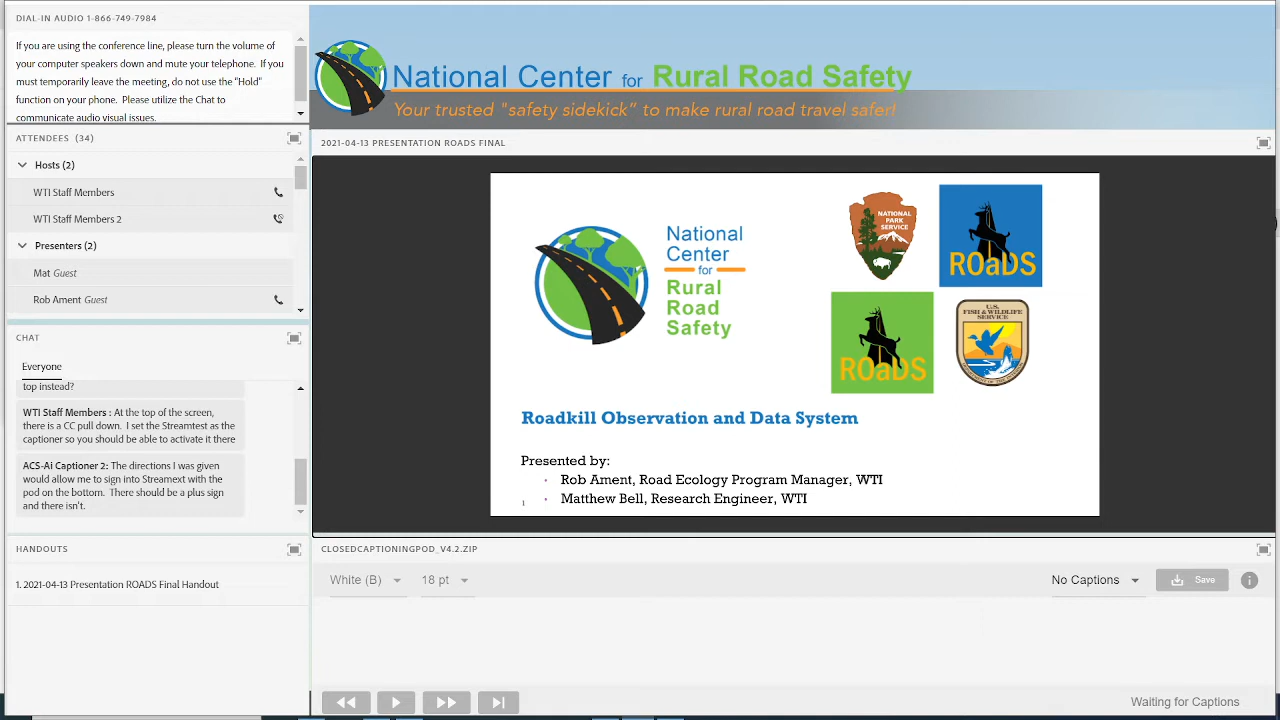 DIAL-IN AUDIO 1-866-749-7984
If you are using the conference line, please turn the volume of
your computer speakers down and mute your telephone. If you
must temporarily leave the meeting, do not use the "Hold"
function on your phone. Please utilize the Chat to
communicate audio visual issues.
ATTENDEES (34)
Hosts (2)
WTI Staff Members
WTI Staff Members 2
Presenters (2)
Mat Guest
Rob Ament Guest
CHAT
Everyone
top instead?
WTI Staff Members : At the top of the screen,
there is a CC pull down. I set the Streamtest as the
captioner so you should be able to activate it there
ACS-Ai Captioner 2: The directions I was given
would allow me to sign into Streamtext with the
pod on the bottom. There should be a plus sign
and there isn't.
HANDOUTS
1. 2021-04-13 Presentation ROADS Final Handout
National Center for Rural Road Safety
Your trusted "safety sidekick" to make rural road travel safer!
2021-04-13 PRESENTATION ROADS FINAL
National
Center
for
Rural
Road
Safety
NATIONAL
PARK
SERVICE
ROaDS
ROaDS
U.S.
FISH & WILDLIFE
SERVICE
DEPARTMENT OF THE INTERIOR
Roadkill Observation and Data System
Presented by:
• Rob Ament, Road Ecology Program Manager, WTI
• Matthew Bell, Research Engineer, WTI
1
CLOSEDCAPTIONINGPOD_V4.2.ZIP
White (B)
18 pt
No Captions
Save
Waiting for Captions